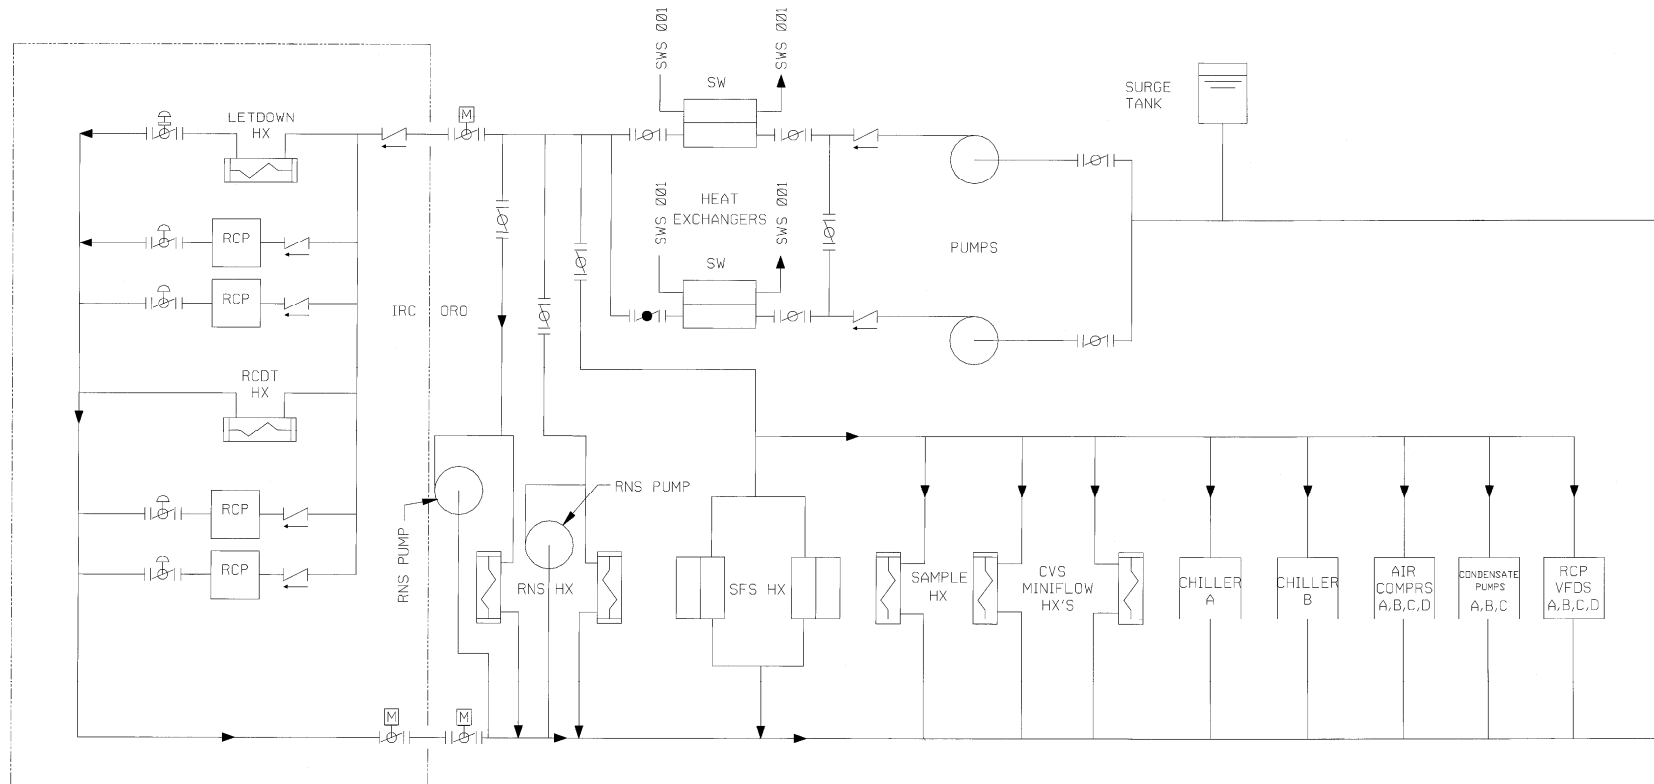 SWS 001
SWS 001
SW
SURGE
TANK
LETDOWN
HX
M
SWS 001
SWS 001
HEAT
EXCHANGERS
RCP
PUMPS
SW
RCP
IRC
ORO
RCDT
HX
RCP
RNS PUMP
RNS PUMP
RCP
RNS HX
SFS HX
SAMPLE
HX
CVS
MINIFLOW
HX'S
CHILLER
A
CHILLER
B
AIR
COMPRS
A,B,C,D
CONDENSATE
PUMPS
A,B,C
RCP
VFDS
A,B,C,D
M
M